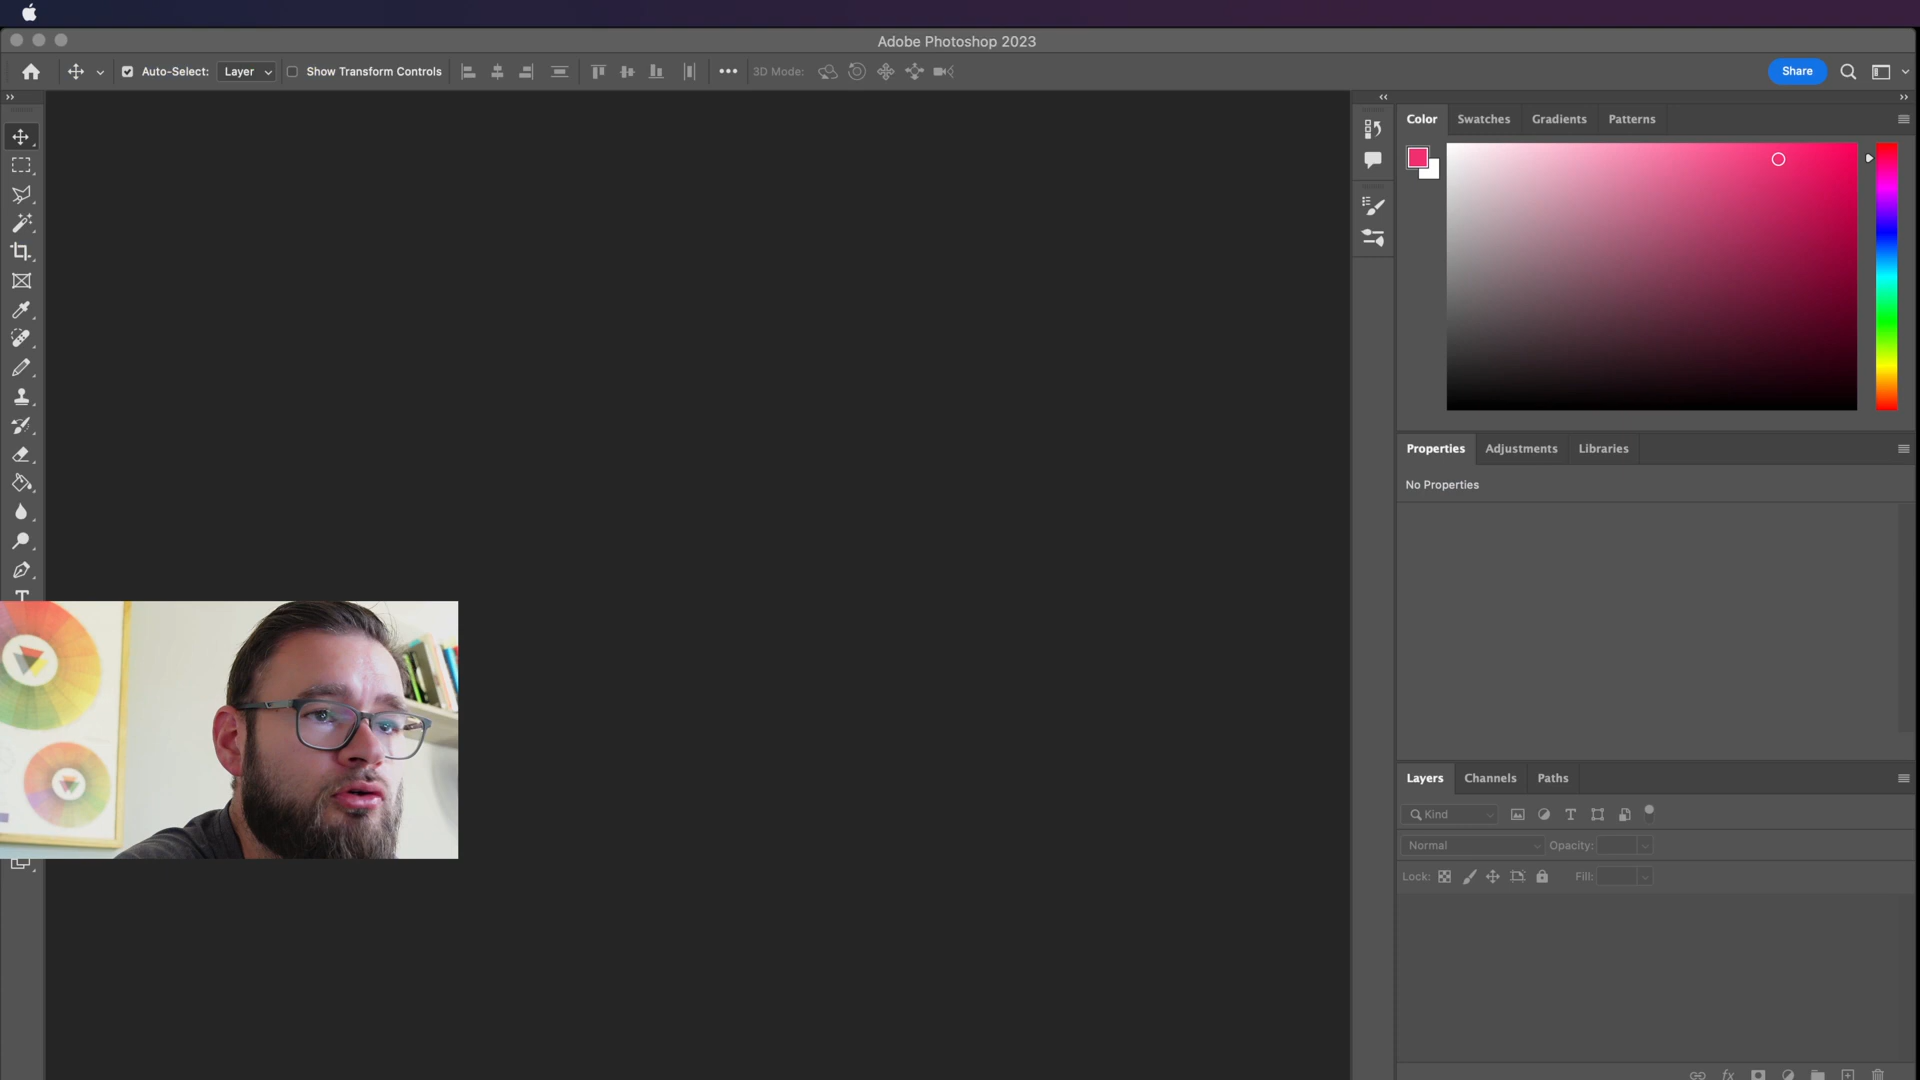 Adobe Photoshop 2023
Auto-Select: Layer Show Transform Controls 3D Mode: Share
Color Swatches Gradients Patterns
Properties Adjustments Libraries
No Properties
T
Layers Channels Paths
Kind T
Normal Opacity:
Lock: Fill:
fx